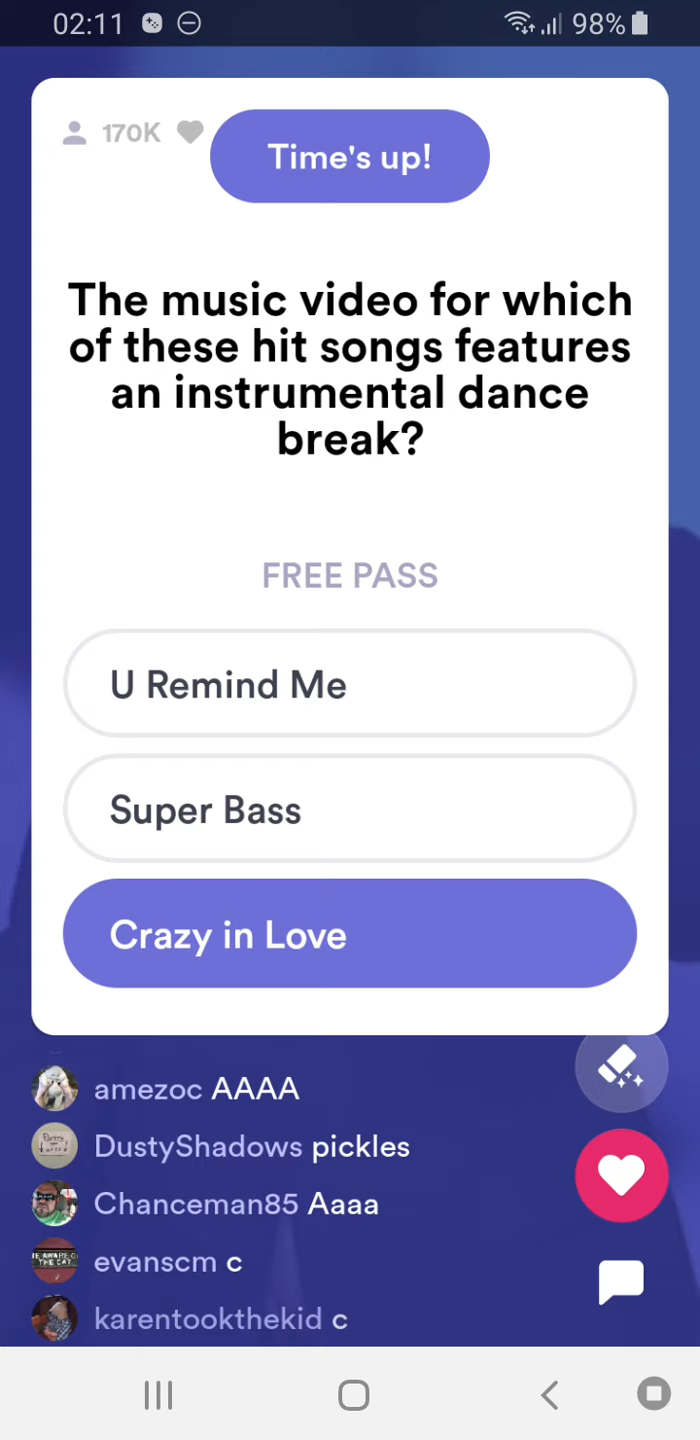 02:11 98%
170K
Time's up!
The music video for which
of these hit songs features
an instrumental dance
break?
FREE PASS
U Remind Me
Super Bass
Crazy in Love
amezoc AAAA
DustyShadows pickles
Chanceman85 Aaaa
evanscm c
karentookthekid c